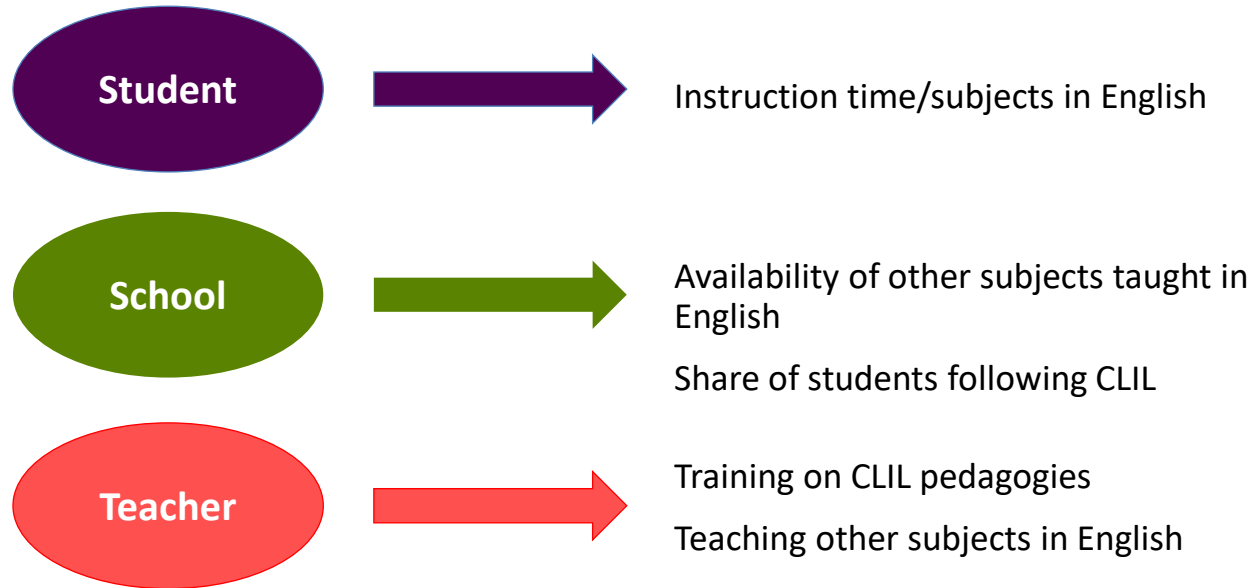 Student
Instruction time/subjects in English
School
Availability of other subjects taught in
English
Share of students following CLIL
Teacher
Training on CLIL pedagogies
Teaching other subjects in English